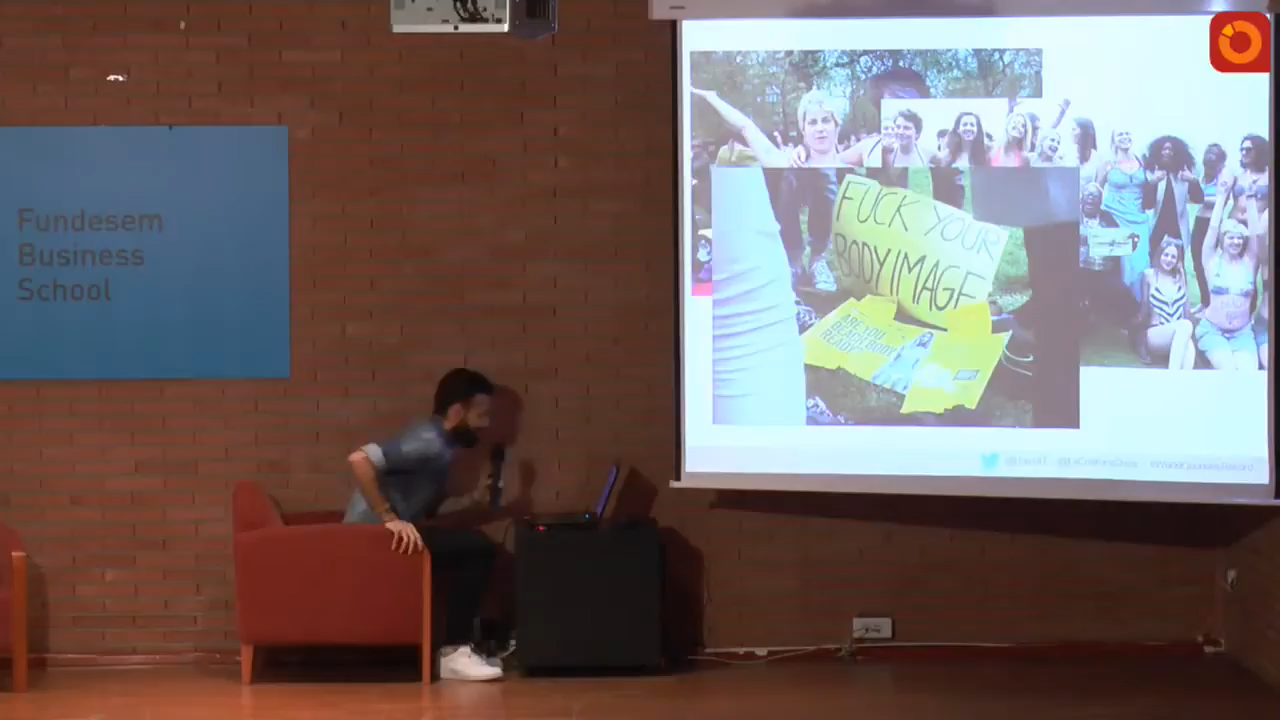 Fundesem
Business
School
FUCK YOUR
BODY IMAGE
ARE YOU
BEACH BODY
READY?